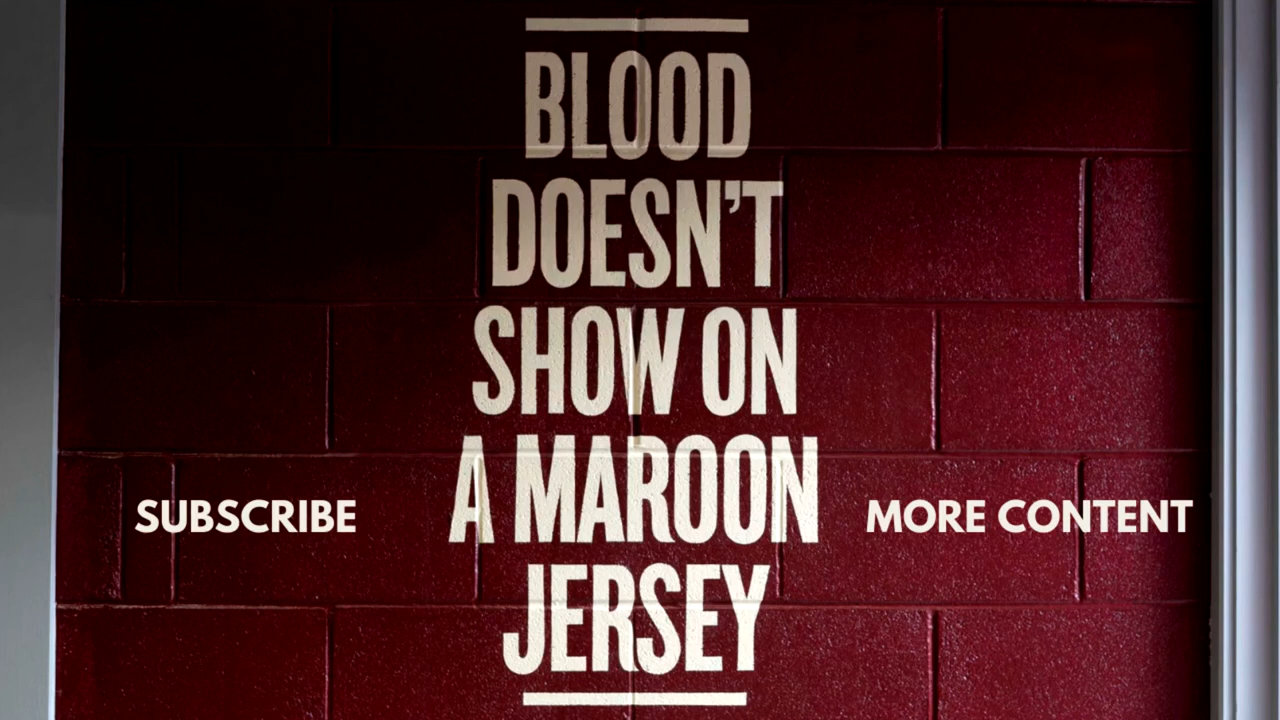 BLOOD
DOESN'T
SHOW ON
A MAROON
JERSEY
SUBSCRIBE
MORE CONTENT